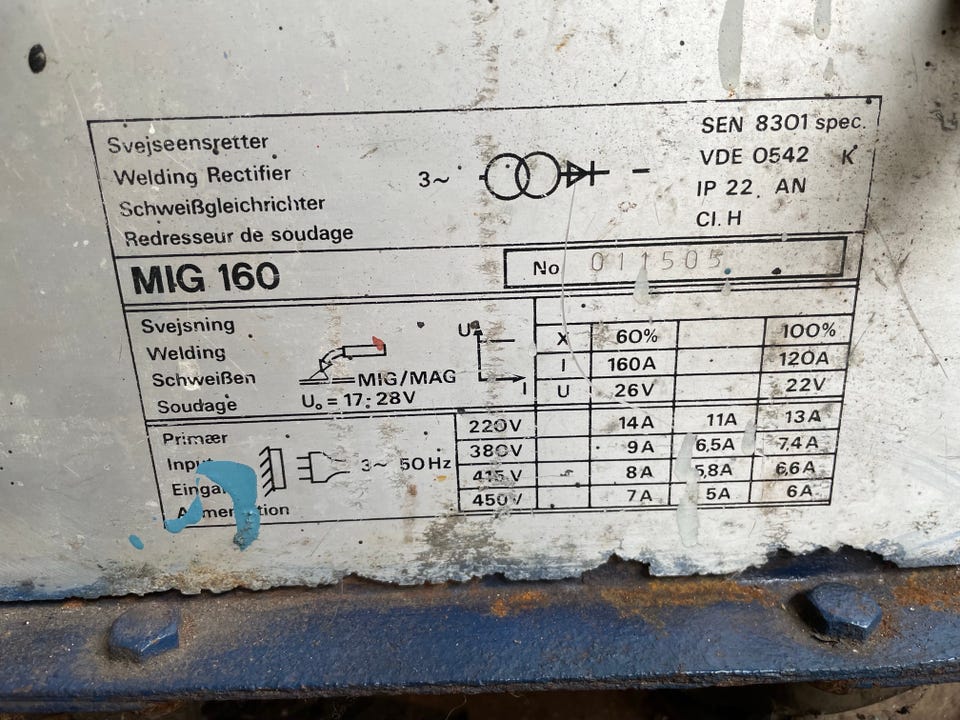 Svejseensretter
Welding Rectifier
Schweißgleichrichter
Redresseur de soudage
3~ –
SEN 8301 spec.
VDE 0542 K
IP 22. AN
Cl. H
MIG 160
No 011505
Svejsning
Welding
Schweißen
Soudage
MIG/MAG
U₀ = 17-28V
U
I
X 60% 100%
I 160A 120A
U 26V 22V
Primær
Input
3~ 50Hz
220V 14A 11A 13A
380V 9A 6,5A 7,4A
415V 8A 5,8A 6,6A
450V 7A 5A 6A